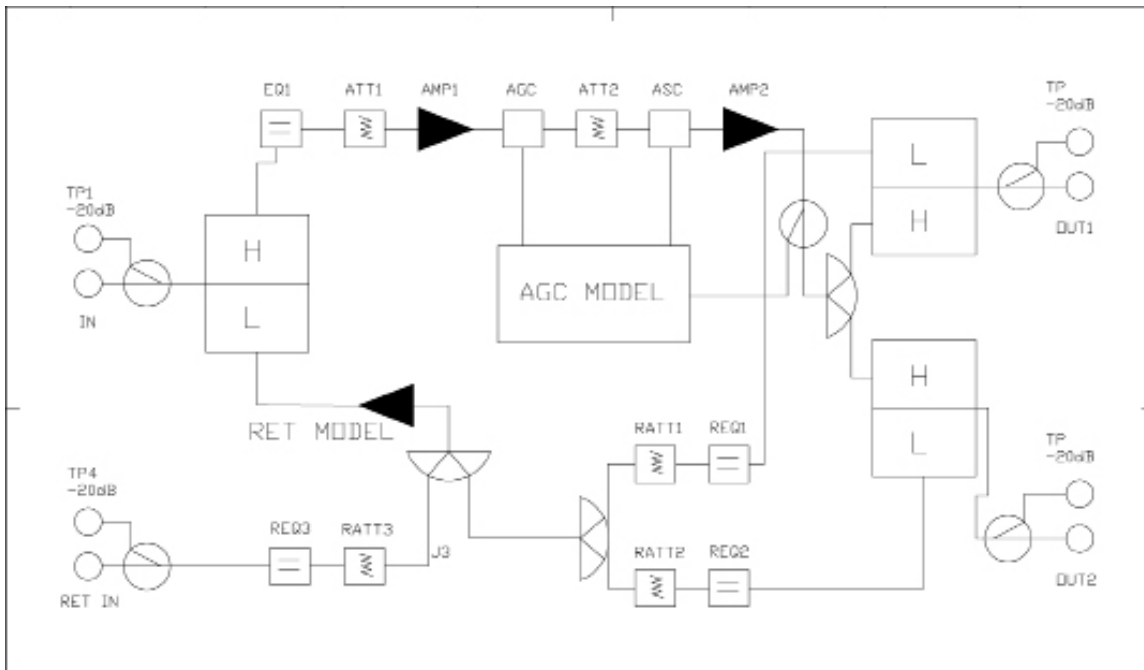 EQ1 ATT1 AMP1 AGC ATT2 ASC AMP2
TP
-20dB
TP1
-20dB
IN
H
L
AGC MODEL
L
H
OUT1
H
L
RET MODEL
RATT1 REQ1
TP
-20dB
TP4
-20dB
REQ3 RATT3
J3
RATT2 REQ2
RET IN
OUT2